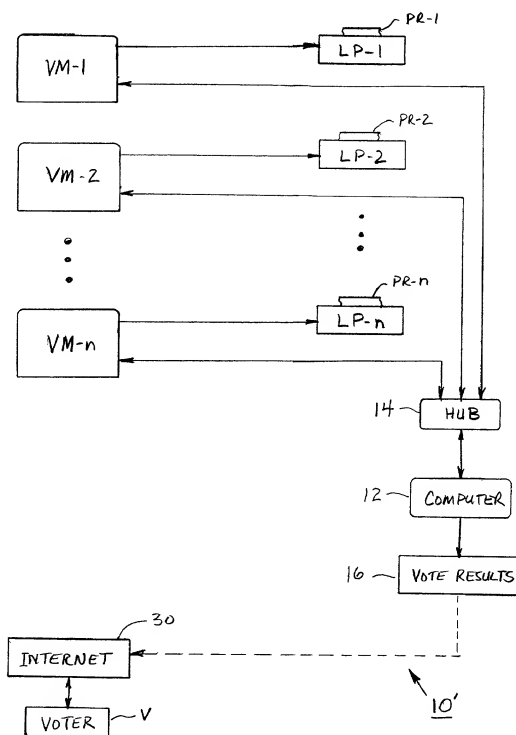 PR-1
VM-1
LP-1
PR-2
VM-2
LP-2
PR-n
VM-n
LP-n
14
HUB
12
COMPUTER
16
VOTE RESULTS
30
INTERNET
10'
VOTER
V